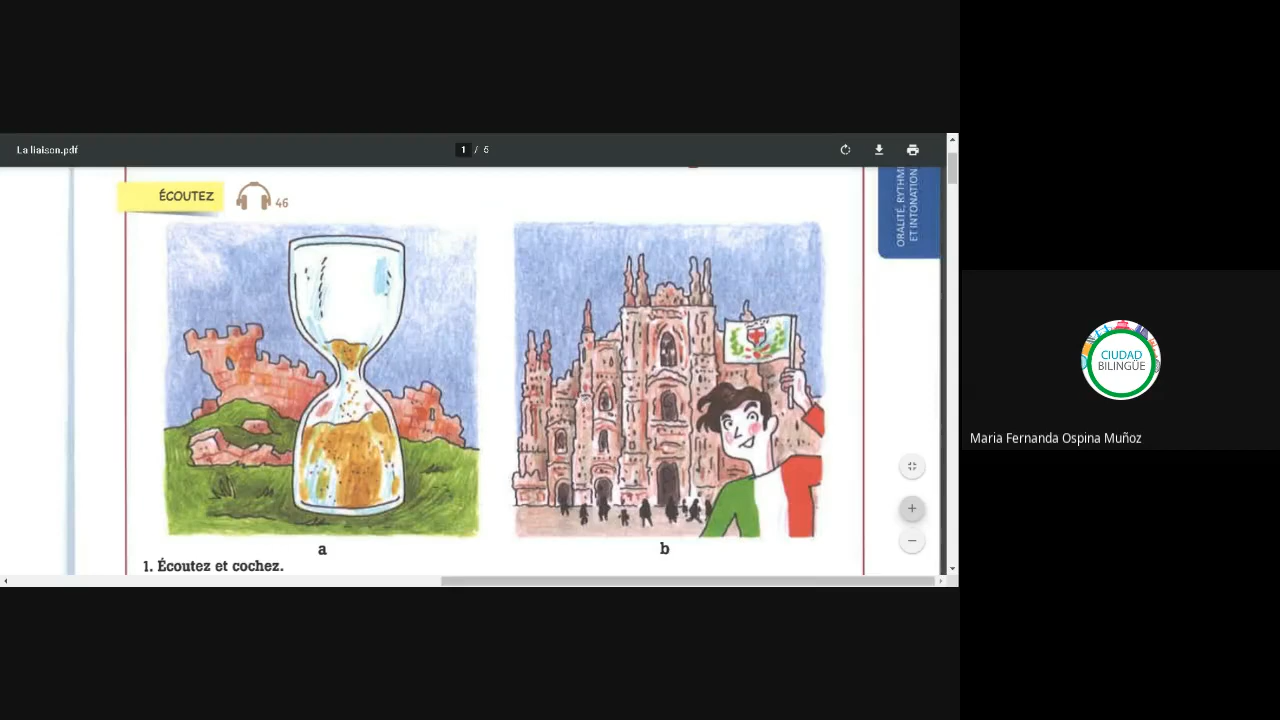 La liaison.pdf
1 / 6
ÉCOUTEZ
46
ORALITÉ, RYTHME
ET INTONATION
a
b
1. Écoutez et cochez.
CIUDAD
BILINGÜE
Maria Fernanda Ospina Muñoz